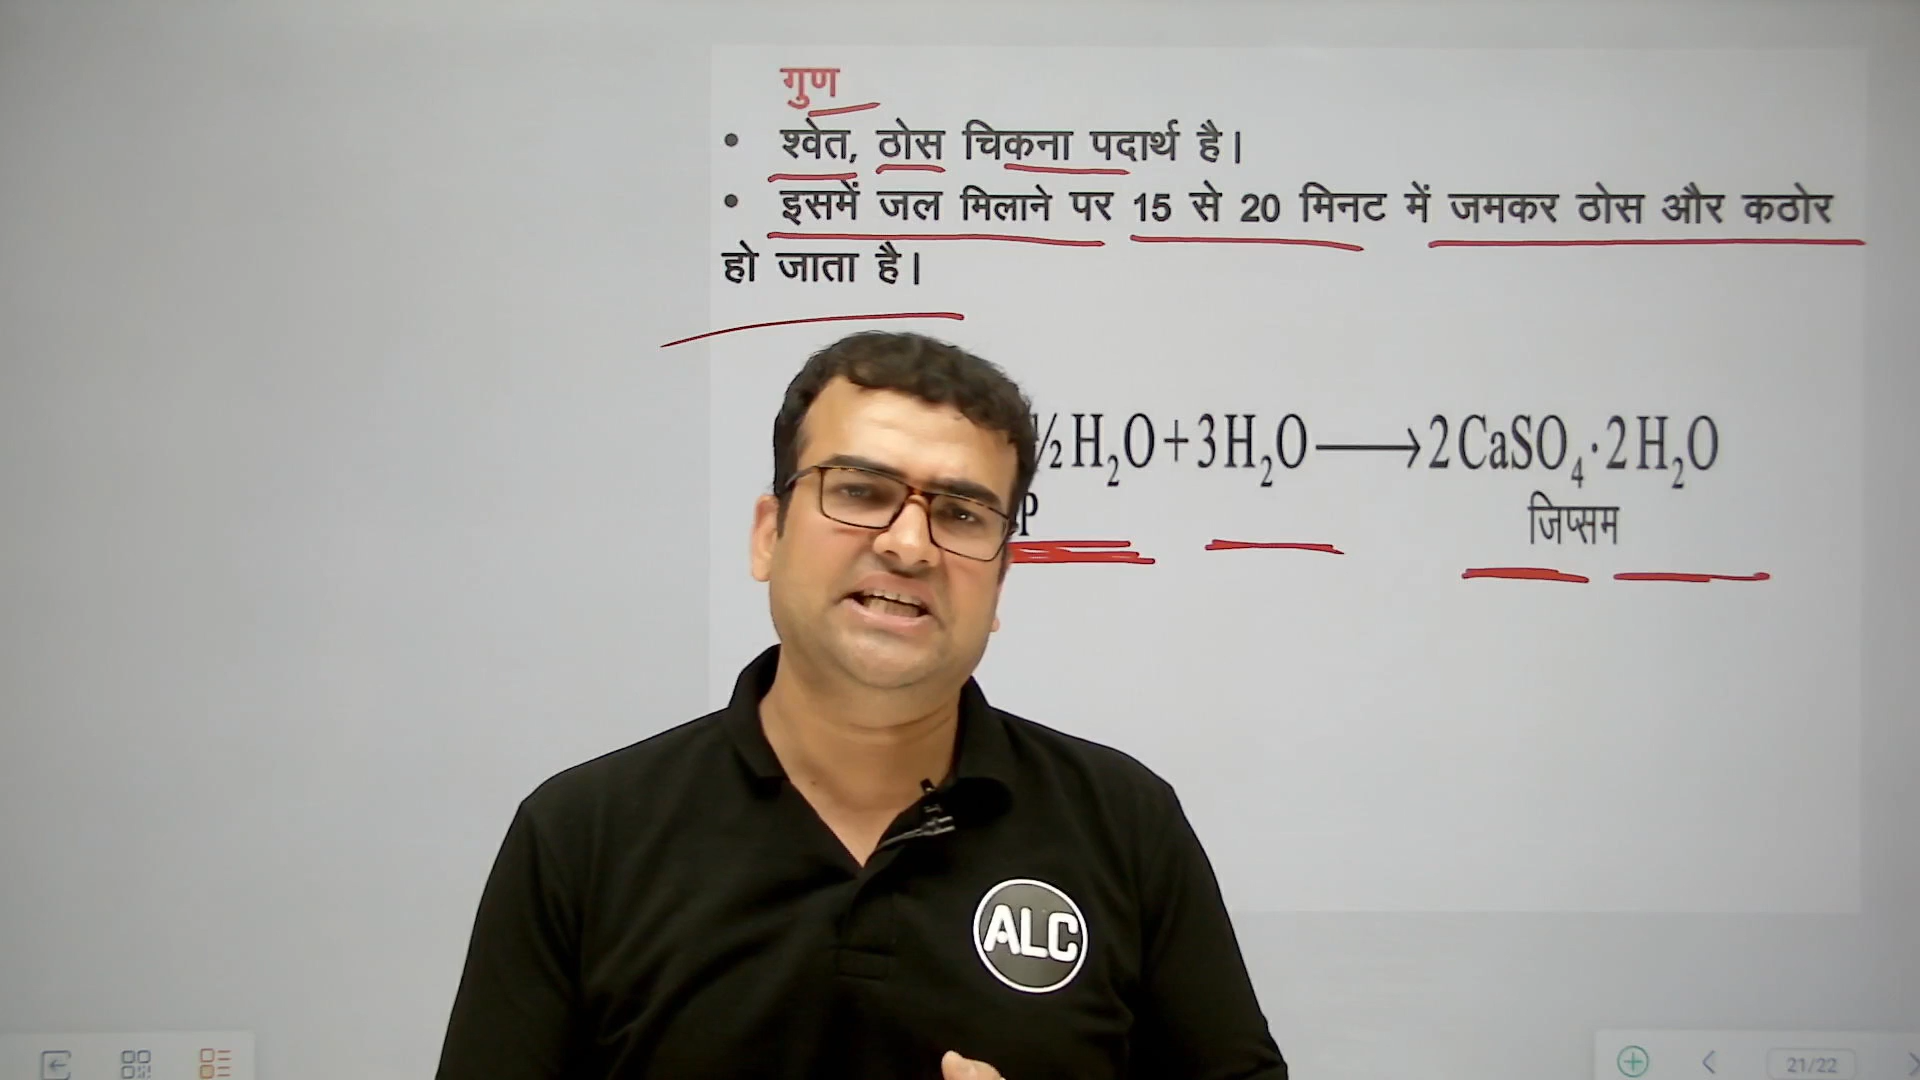 गुण
• श्वेत, ठोस चिकना पदार्थ है।
• इसमें जल मिलाने पर 15 से 20 मिनट में जमकर ठोस और कठोर
हो जाता है।
½H₂O+3H₂O⟶2CaSO₄·2H₂O
P
जिप्सम
ALC
21/22